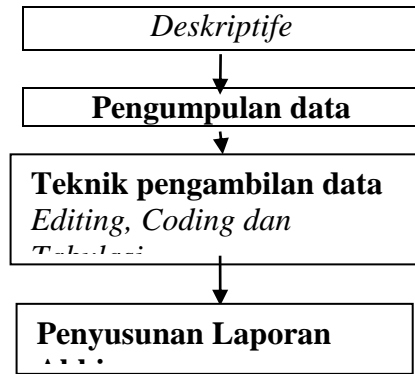 Deskriptife
Pengumpulan data
Teknik pengambilan data
Editing, Coding dan
Penyusunan Laporan